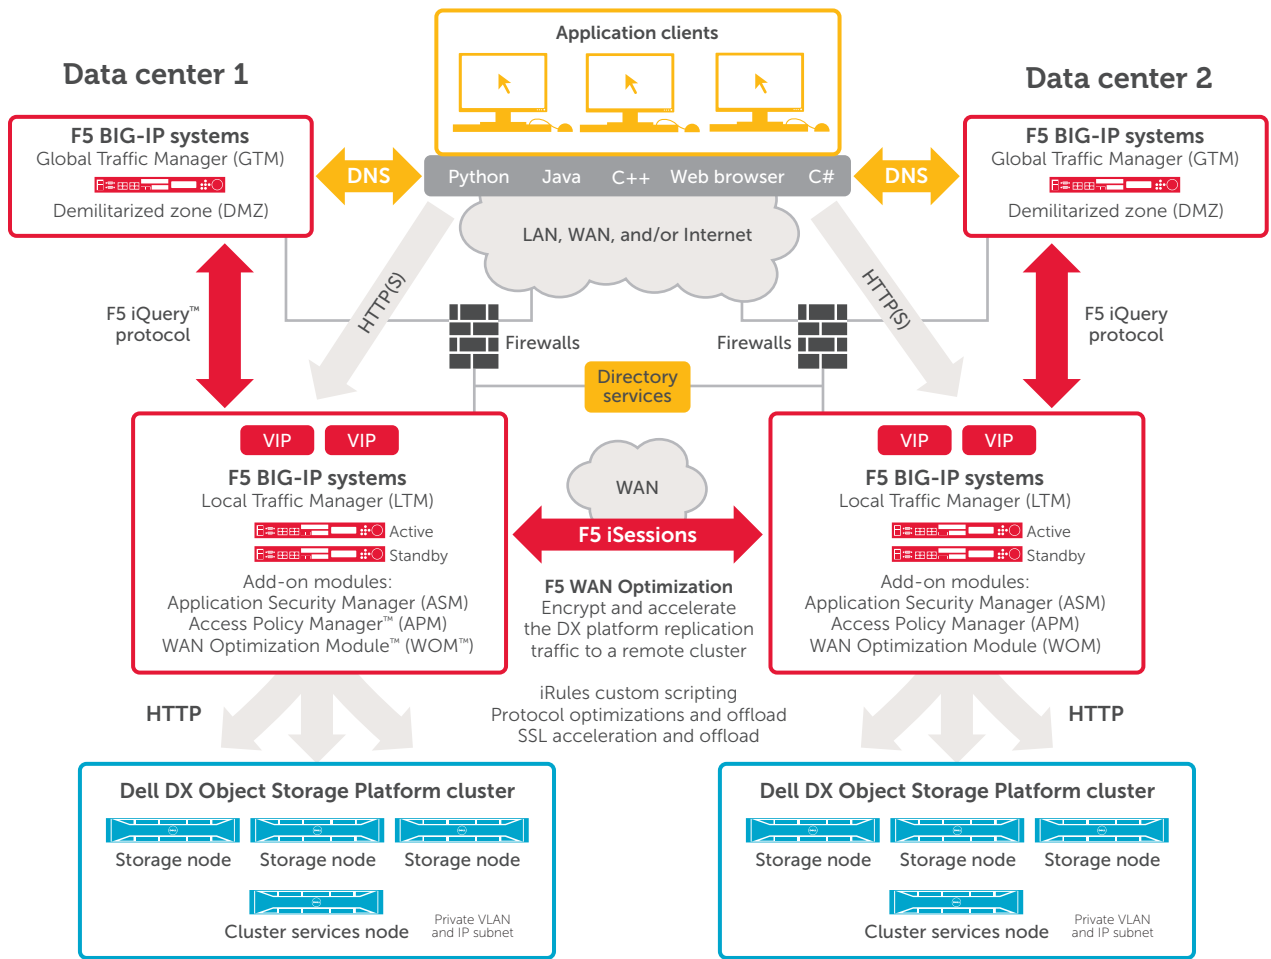 Application clients
Data center 1
Data center 2
F5 BIG-IP systems
Global Traffic Manager (GTM)
Demilitarized zone (DMZ)
DNS
Python Java C++ Web browser C#
DNS
F5 BIG-IP systems
Global Traffic Manager (GTM)
Demilitarized zone (DMZ)
LAN, WAN, and/or Internet
F5 iQuery™
protocol
HTTP(S)
Firewalls
Firewalls
HTTP(S)
F5 iQuery
protocol
Directory
services
VIP VIP
F5 BIG-IP systems
Local Traffic Manager (LTM)
Active
Standby
Add-on modules:
Application Security Manager (ASM)
Access Policy Manager™ (APM)
WAN Optimization Module™ (WOM™)
WAN
F5 iSessions
F5 WAN Optimization
Encrypt and accelerate
the DX platform replication
traffic to a remote cluster
iRules custom scripting
Protocol optimizations and offload
SSL acceleration and offload
VIP VIP
F5 BIG-IP systems
Local Traffic Manager (LTM)
Active
Standby
Add-on modules:
Application Security Manager (ASM)
Access Policy Manager (APM)
WAN Optimization Module (WOM)
HTTP
HTTP
Dell DX Object Storage Platform cluster
Storage node Storage node Storage node
Cluster services node
Private VLAN
and IP subnet
Dell DX Object Storage Platform cluster
Storage node Storage node Storage node
Cluster services node
Private VLAN
and IP subnet